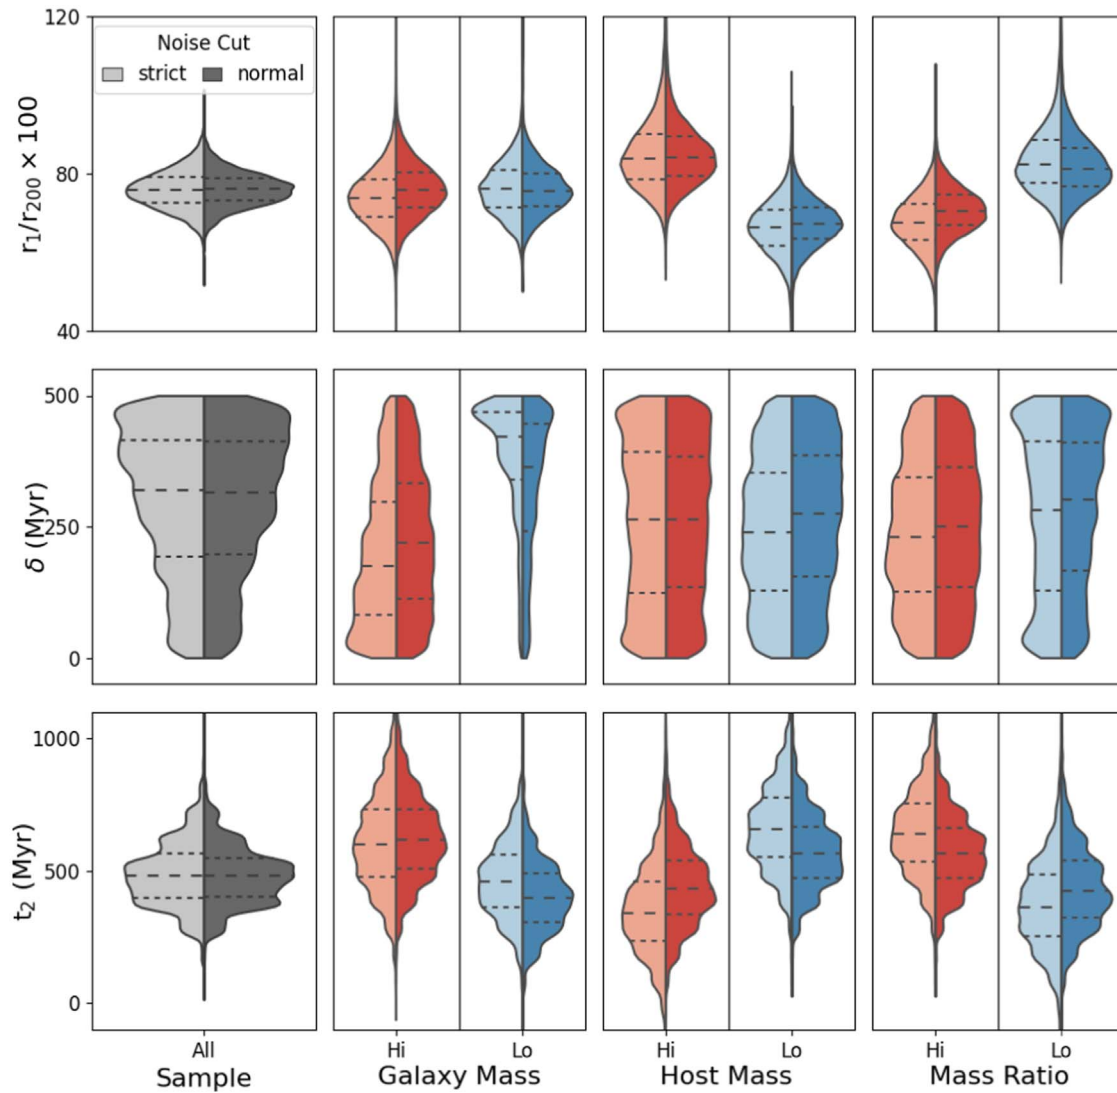 120
Noise Cut
strict normal
r₁/r₂₀₀ × 100
80
40
500
δ (Myr)
250
0
1000
t₂ (Myr)
500
0
All Hi Lo Hi Lo Hi Lo
Sample Galaxy Mass Host Mass Mass Ratio